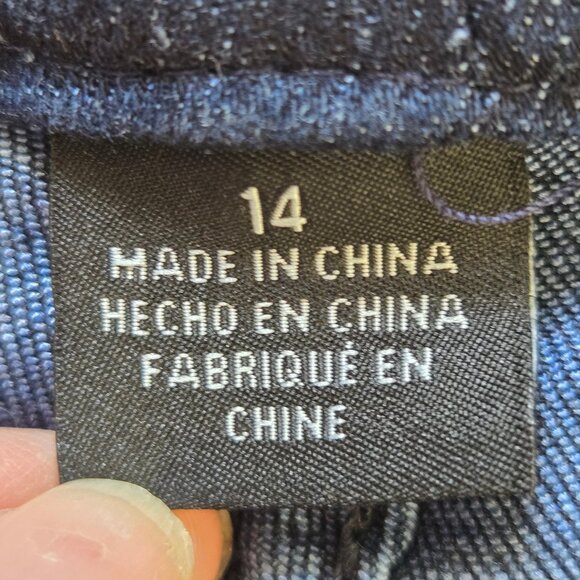 14
MADE IN CHINA
HECHO EN CHINA
FABRIQUÉ EN
CHINE